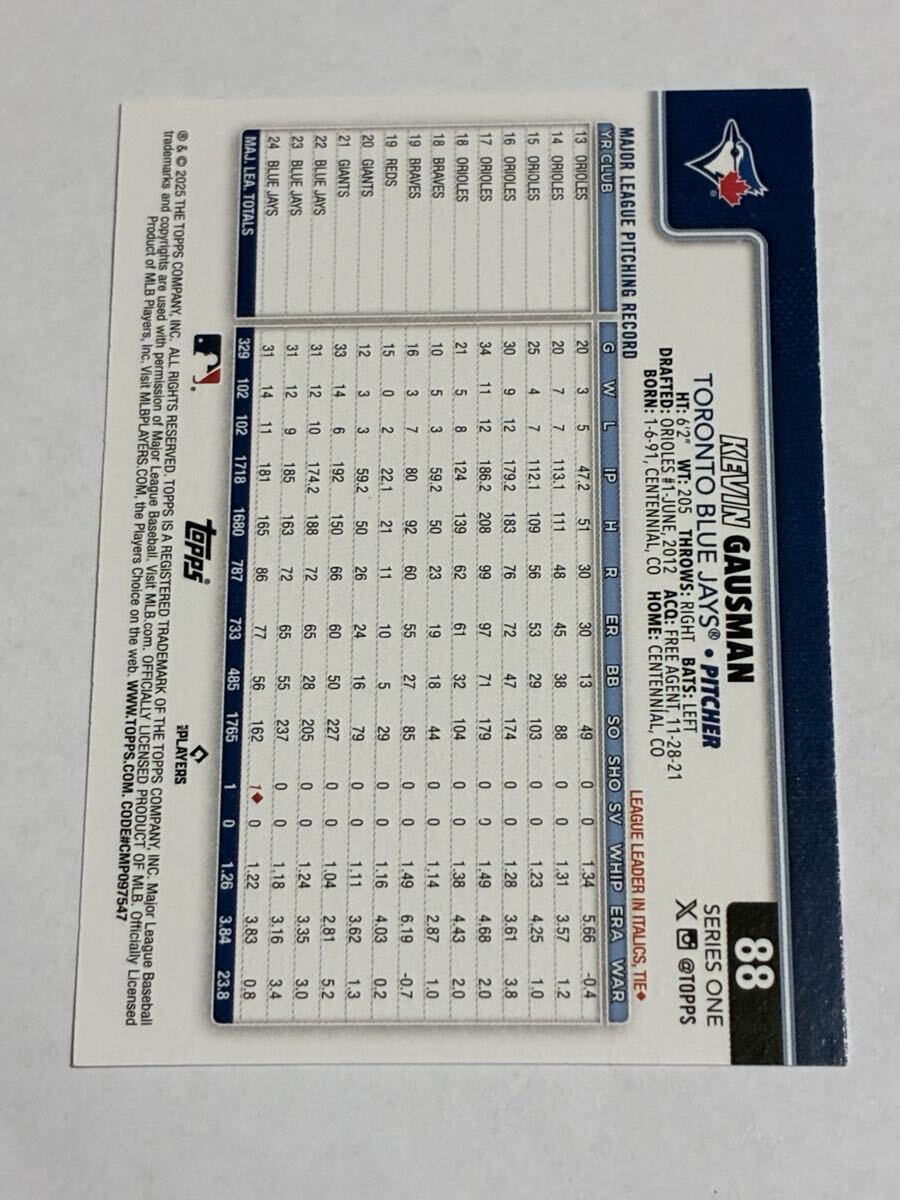 88
SERIES ONE
@TOPPS
KEVIN GAUSMAN
TORONTO BLUE JAYS® • PITCHER
HT: 6'2" WT: 205 THROWS: RIGHT BATS: LEFT
DRAFTED: ORIOLES #1-JUNE, 2012 ACQ: FREE AGENT, 11-28-21
BORN: 1-6-91, CENTENNIAL, CO HOME: CENTENNIAL, CO
MAJOR LEAGUE PITCHING RECORD LEAGUE LEADER IN ITALICS, TIE♦
YR CLUB G W L IP H R ER BB SO SHO SV WHIP ERA WAR
13 ORIOLES 20 3 5 47.2 51 30 30 13 49 0 0 1.34 5.66 -0.4
14 ORIOLES 20 7 7 113.1 111 48 45 38 88 0 0 1.31 3.57 1.2
15 ORIOLES 25 4 7 112.1 109 56 53 29 103 0 0 1.23 4.25 1.0
16 ORIOLES 30 9 12 179.2 183 76 72 47 174 0 0 1.28 3.61 3.8
17 ORIOLES 34 11 12 186.2 208 99 97 71 179 0 0 1.49 4.68 2.0
18 ORIOLES 21 5 8 124 139 62 61 32 104 0 0 1.38 4.43 2.0
18 BRAVES 10 5 3 59.2 50 23 19 18 44 0 0 1.14 2.87 1.0
19 BRAVES 16 3 7 80 92 60 55 27 85 0 0 1.49 6.19 -0.7
19 REDS 15 0 2 22.1 21 11 10 5 29 0 0 1.16 4.03 0.2
20 GIANTS 12 3 3 59.2 50 26 24 16 79 0 0 1.11 3.62 1.3
21 GIANTS 33 14 6 192 150 66 60 50 227 0 0 1.04 2.81 5.2
22 BLUE JAYS 31 12 10 174.2 188 72 65 28 205 0 0 1.24 3.35 3.0
23 BLUE JAYS 31 12 9 185 163 72 65 55 237 0 0 1.18 3.16 3.4
24 BLUE JAYS 31 14 11 181 165 86 77 56 162 1♦ 0 1.22 3.83 0.8
MAJ. LEA. TOTALS 329 102 102 1718 1680 787 733 485 1765 1 0 1.26 3.84 23.8
topps®
PLAYERS
® & © 2025 THE TOPPS COMPANY, INC. ALL RIGHTS RESERVED. TOPPS IS A REGISTERED TRADEMARK OF THE TOPPS COMPANY, INC. Major League Baseball
trademarks and copyrights are used with permission of Major League Baseball. Visit MLB.com. OFFICIALLY LICENSED PRODUCT OF MLB. Officially Licensed
Product of MLB Players, Inc. Visit MLBPLAYERS.COM, the Players Choice on the web. WWW.TOPPS.COM. CODE#CMP097547